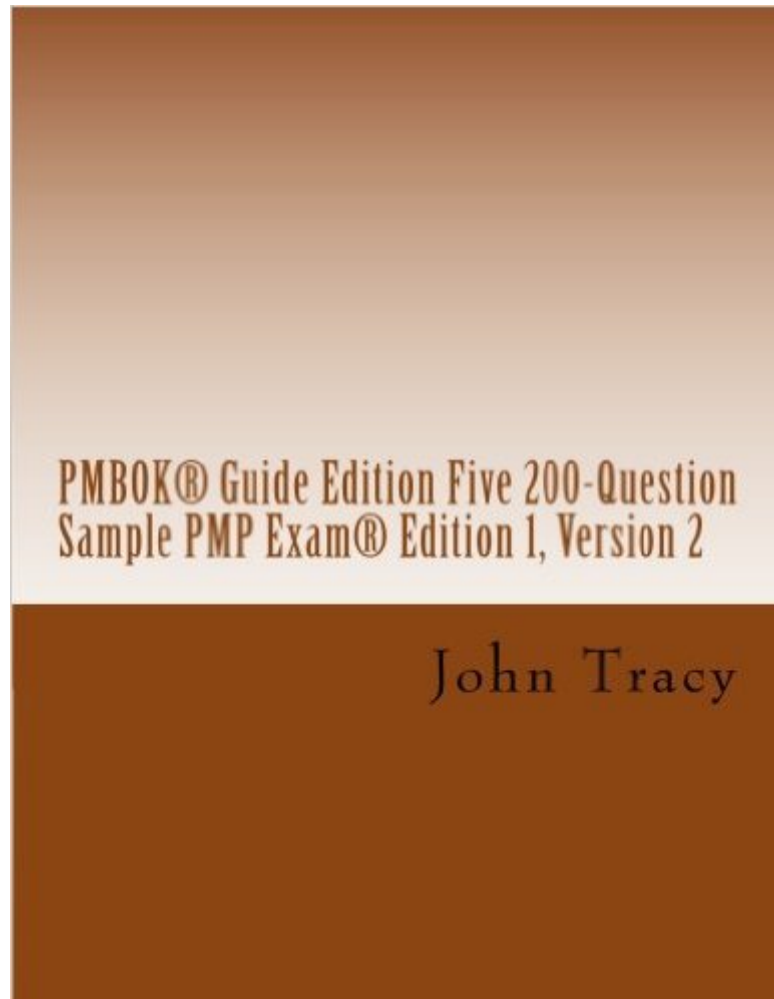 PMBOK® Guide Edition Five 200-Question
Sample PMP Exam® Edition 1, Version 2
John Tracy